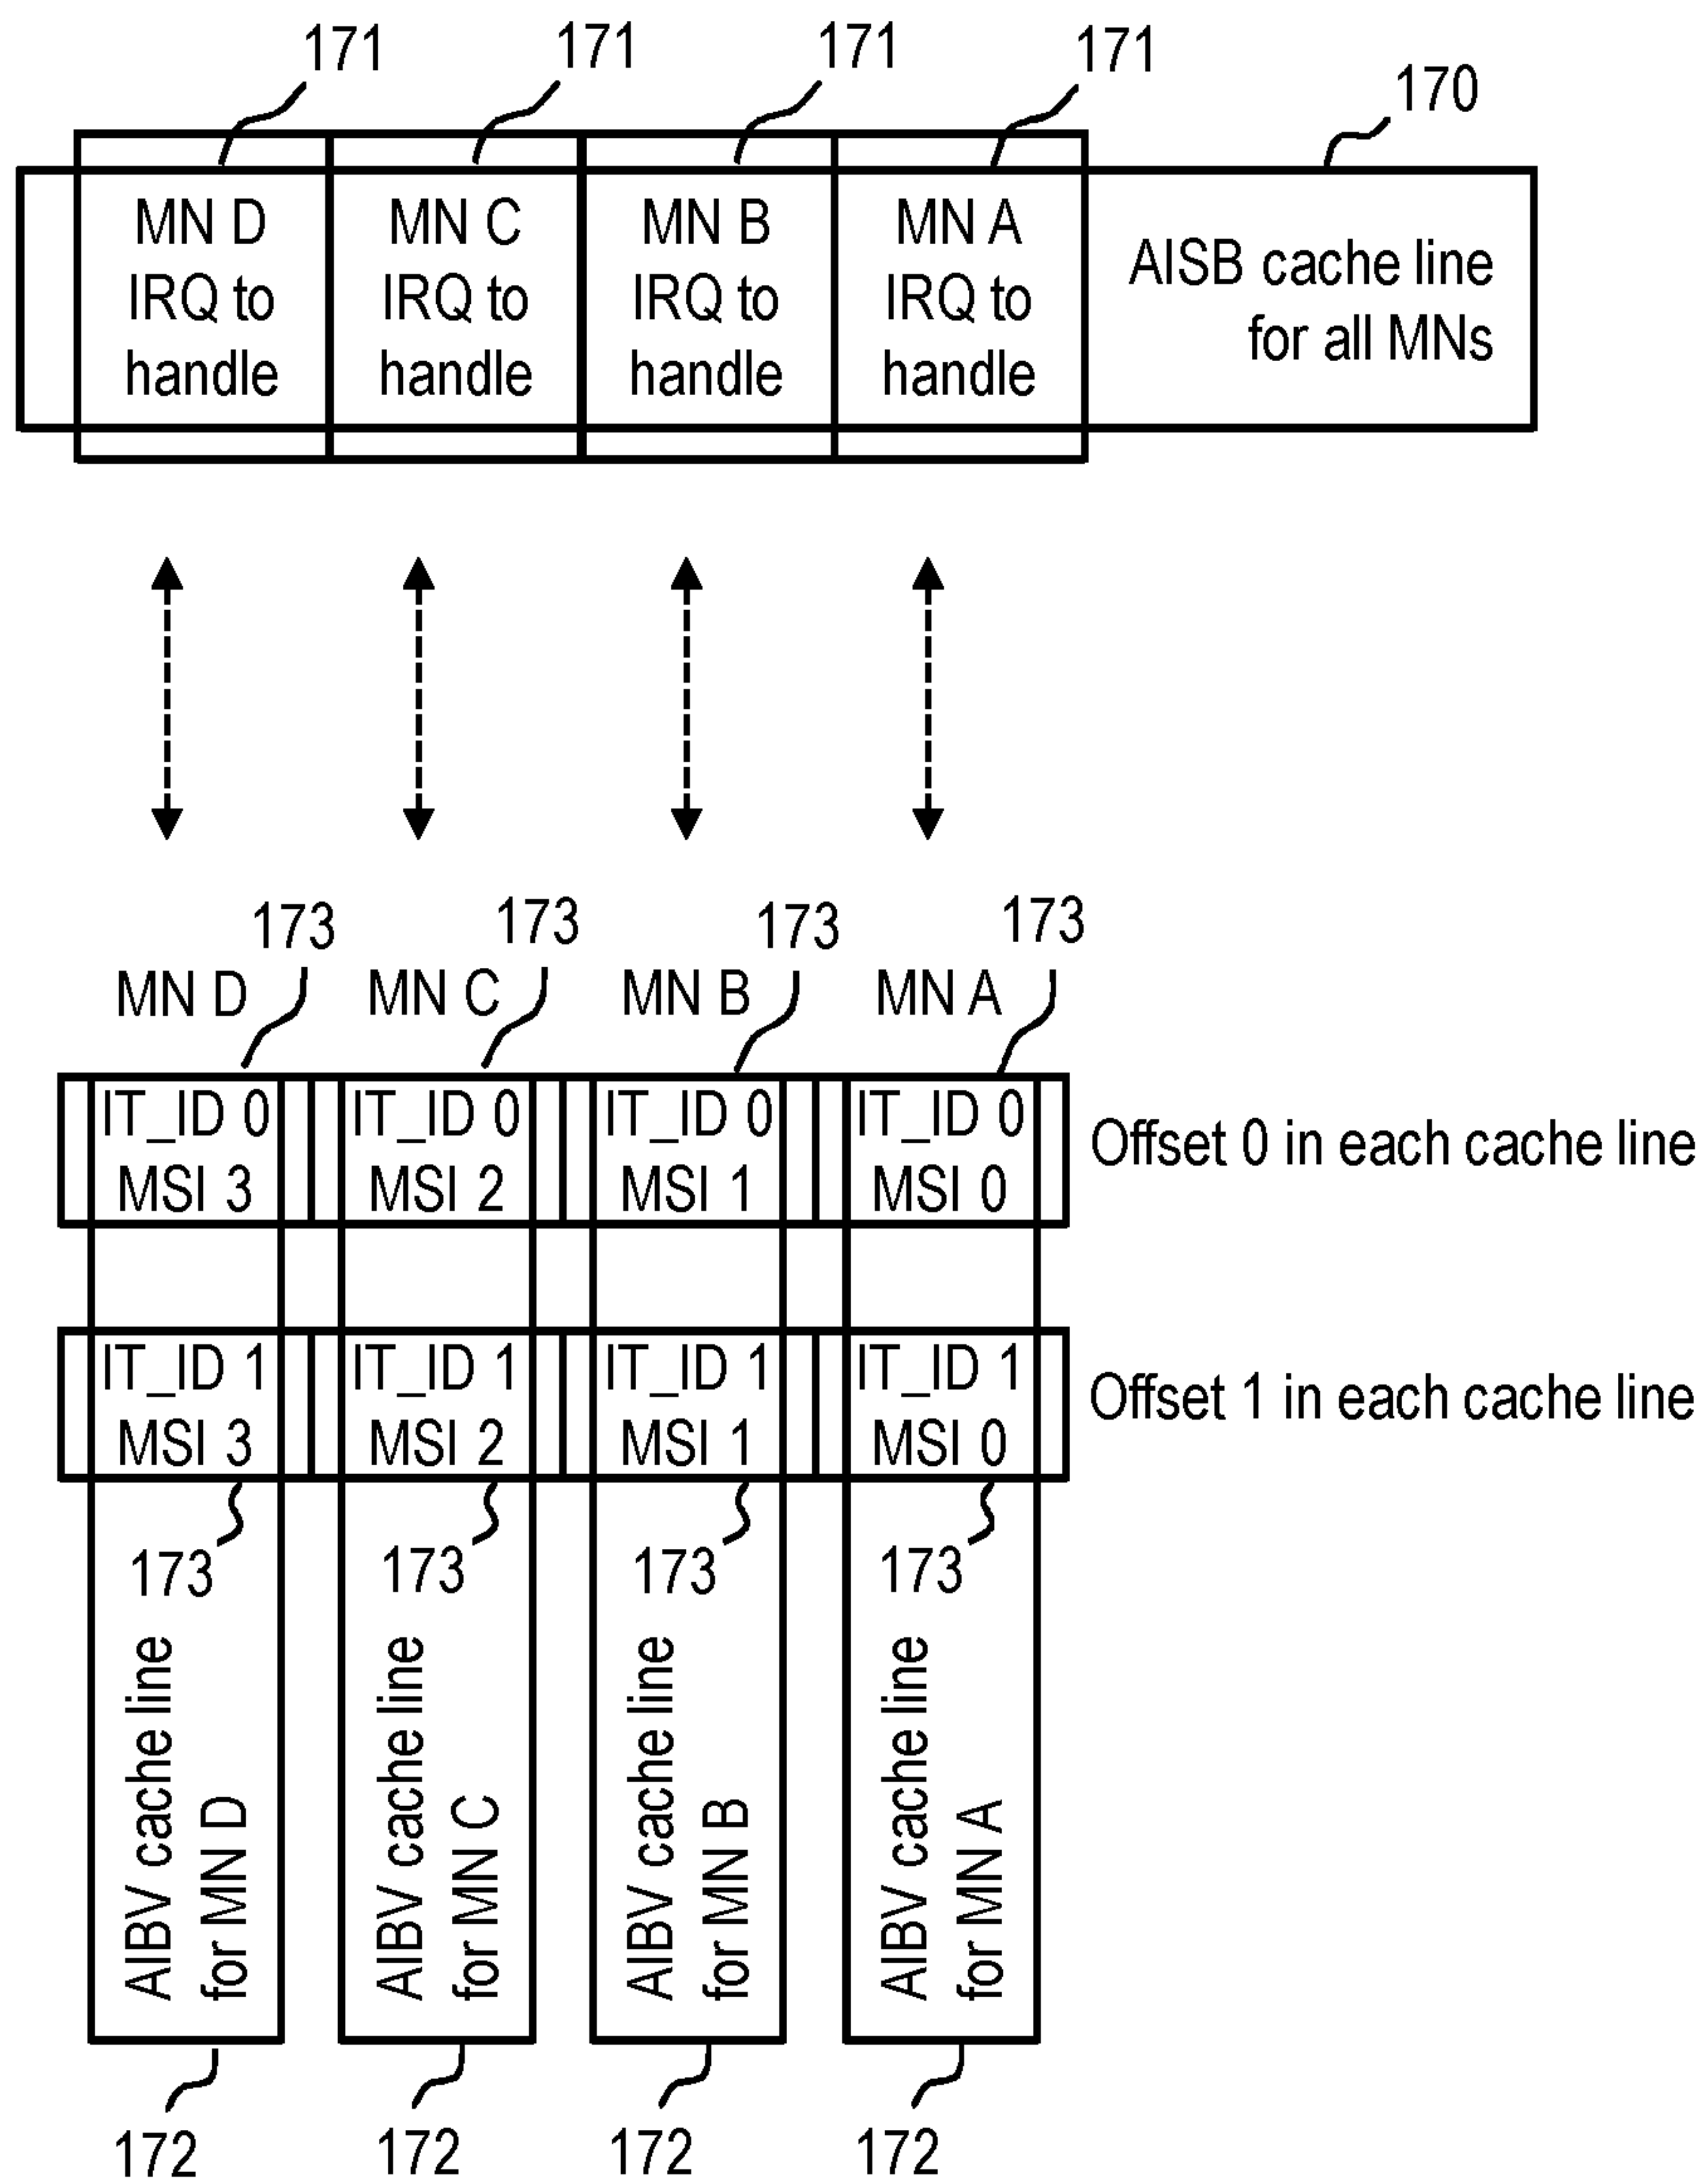 171 171 171 171
170
MN D MN C MN B MN A
IRQ to IRQ to IRQ to IRQ to
handle handle handle handle
AISB cache line
for all MNs
173 173 173 173
MN D MN C MN B MN A
IT_ID 0 IT_ID 0 IT_ID 0 IT_ID 0
MSI 3 MSI 2 MSI 1 MSI 0
Offset 0 in each cache line
IT_ID 1 IT_ID 1 IT_ID 1 IT_ID 1
MSI 3 MSI 2 MSI 1 MSI 0
Offset 1 in each cache line
173 173 173 173
AIBV cache line
for MN D
AIBV cache line
for MN C
AIBV cache line
for MN B
AIBV cache line
for MN A
172 172 172 172